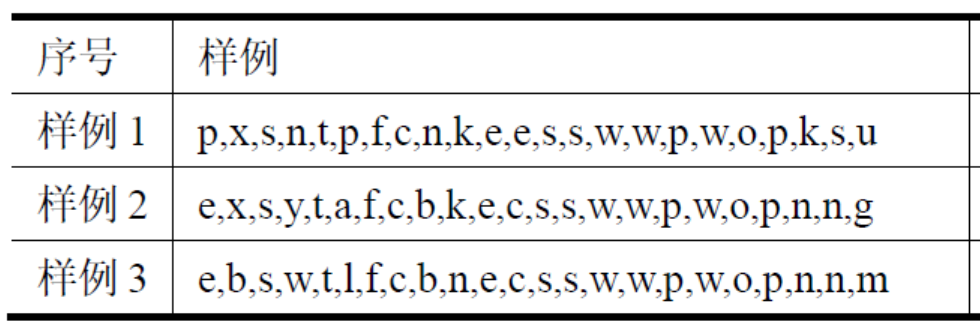 序号 样例
样例 1 p,x,s,n,t,p,f,c,n,k,e,e,s,s,w,w,p,w,o,p,k,s,u
样例 2 e,x,s,y,t,a,f,c,b,k,e,c,s,s,w,w,p,w,o,p,n,n,g
样例 3 e,b,s,w,t,l,f,c,b,n,e,c,s,s,w,w,p,w,o,p,n,n,m